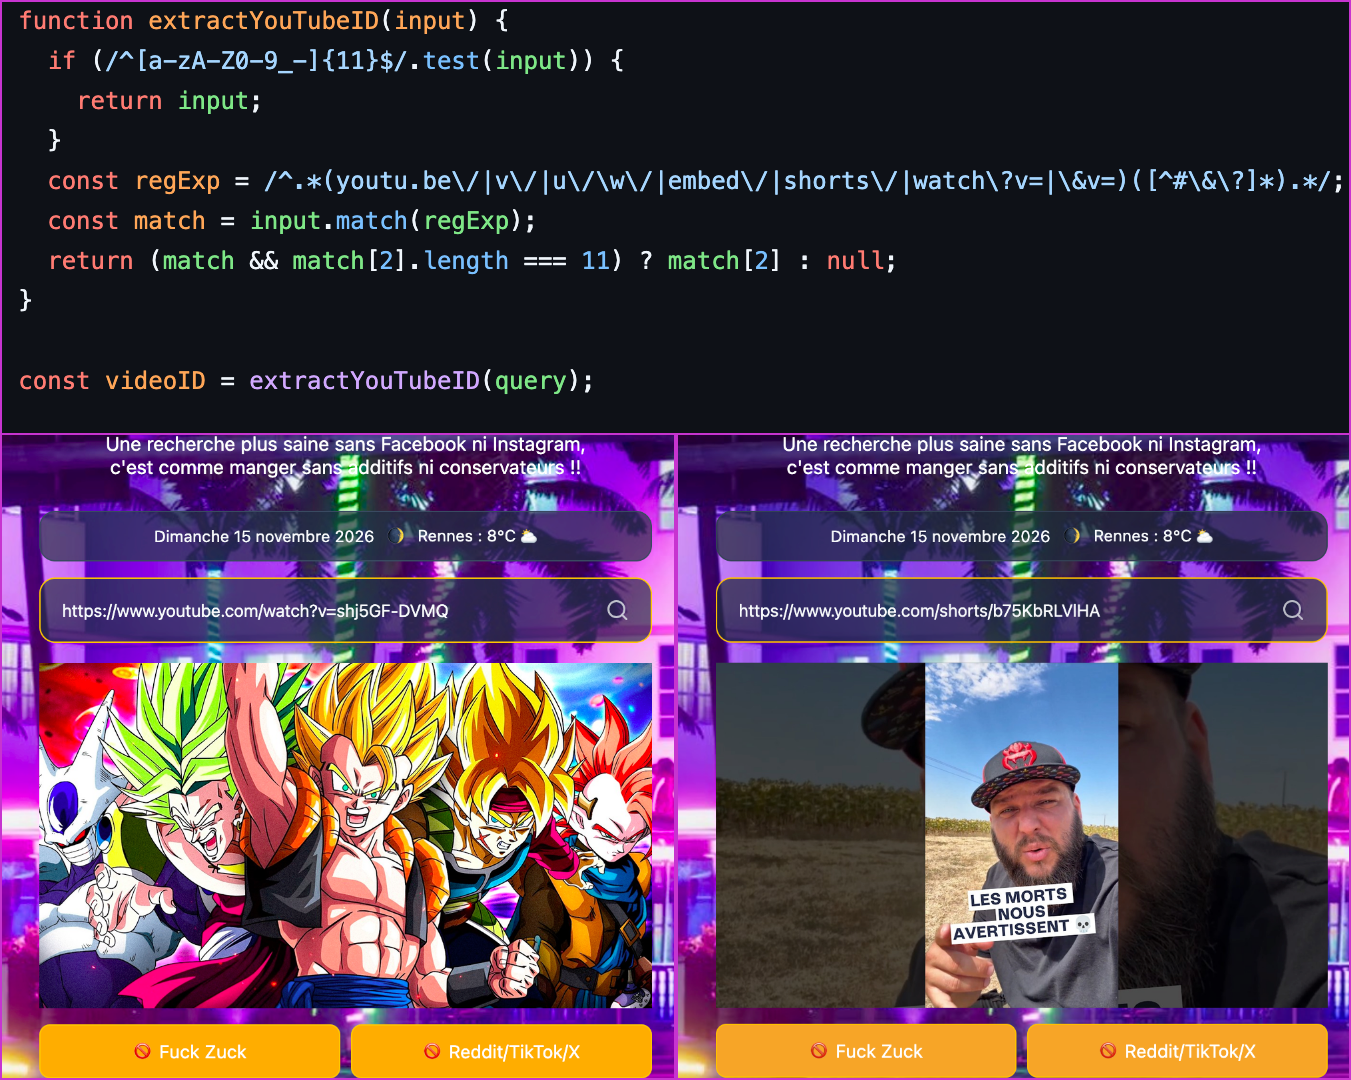 function extractYouTubeID(input) {
  if (/^[a-zA-Z0-9_-]{11}$/.test(input)) {
    return input;
  }
  const regExp = /^.*(youtu.be\/|v\/|u\/\w\/|embed\/|shorts\/|watch\?v=|\&v=)([^#\&\?]*).*/;
  const match = input.match(regExp);
  return (match && match[2].length === 11) ? match[2] : null;
}
const videoID = extractYouTubeID(query);
Une recherche plus saine sans Facebook ni Instagram,
c'est comme manger sans additifs ni conservateurs !!
Dimanche 15 novembre 2026 🌒 Rennes : 8°C 🌥️
https://www.youtube.com/watch?v=shj5GF-DVMQ
🚫 Fuck Zuck
🚫 Reddit/TikTok/X
Une recherche plus saine sans Facebook ni Instagram,
c'est comme manger sans additifs ni conservateurs !!
Dimanche 15 novembre 2026 🌒 Rennes : 8°C 🌥️
https://www.youtube.com/shorts/b75KbRLVlHA
LES MORTS
NOUS
AVERTISSENT 💀
🚫 Fuck Zuck
🚫 Reddit/TikTok/X